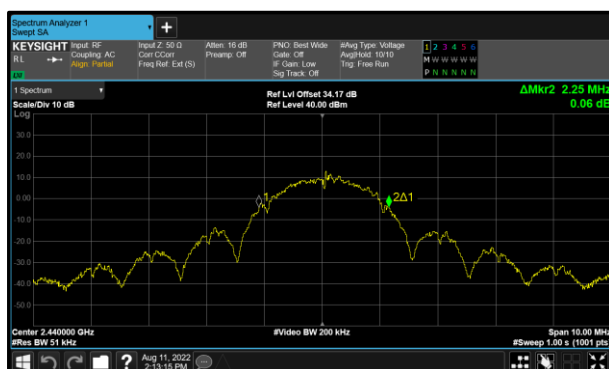 Spectrum Analyzer 1
Swept SA
+
KEYSIGHT Input: RF Input Z: 50 Ω Atten: 16 dB PNO: Best Wide #Avg Type: Voltage 1 2 3 4 5 6
RL Coupling: AC Corr CCorr Preamp: Off Gate: Off Avg|Hold: 10/10 M W W W W W
Align: Partial Freq Ref: Ext (S) IF Gain: Low Trig: Free Run
LXI Sig Track: Off P N N N N N
1 Spectrum
Scale/Div 10 dB
Ref Lvl Offset 34.17 dB
Ref Level 40.00 dBm
ΔMkr2 2.25 MHz
0.06 dB
Log
30.0
20.0
10.0
0.00
1
2Δ1
-10.0
-20.0
-30.0
-40.0
-50.0
Center 2.440000 GHz #Video BW 200 kHz Span 10.00 MHz
#Res BW 51 kHz #Sweep 1.00 s (1001 pts)
? Aug 11, 2022
2:13:15 PM